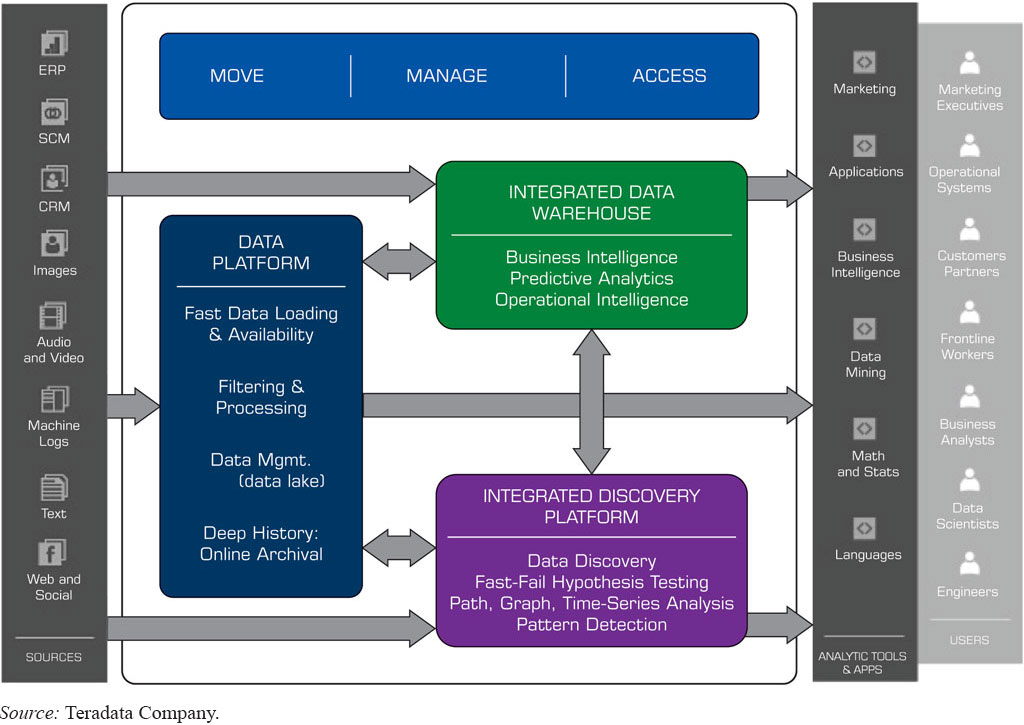 ERP
SCM
CRM
Images
Audio
and Video
Machine
Logs
Text
Web and
Social
SOURCES
MOVE
MANAGE
ACCESS
DATA
PLATFORM
Fast Data Loading
& Availability
Filtering &
Processing
Data Mgmt.
(data lake)
Deep History:
Online Archival
INTEGRATED DATA
WAREHOUSE
Business Intelligence
Predictive Analytics
Operational Intelligence
INTEGRATED DISCOVERY
PLATFORM
Data Discovery
Fast-Fail Hypothesis Testing
Path, Graph, Time-Series Analysis
Pattern Detection
Marketing
Applications
Business
Intelligence
Data
Mining
Math
and Stats
Languages
ANALYTIC TOOLS
& APPS
Marketing
Executives
Operational
Systems
Customers
Partners
Frontline
Workers
Business
Analysts
Data
Scientists
Engineers
USERS
Source: Teradata Company.